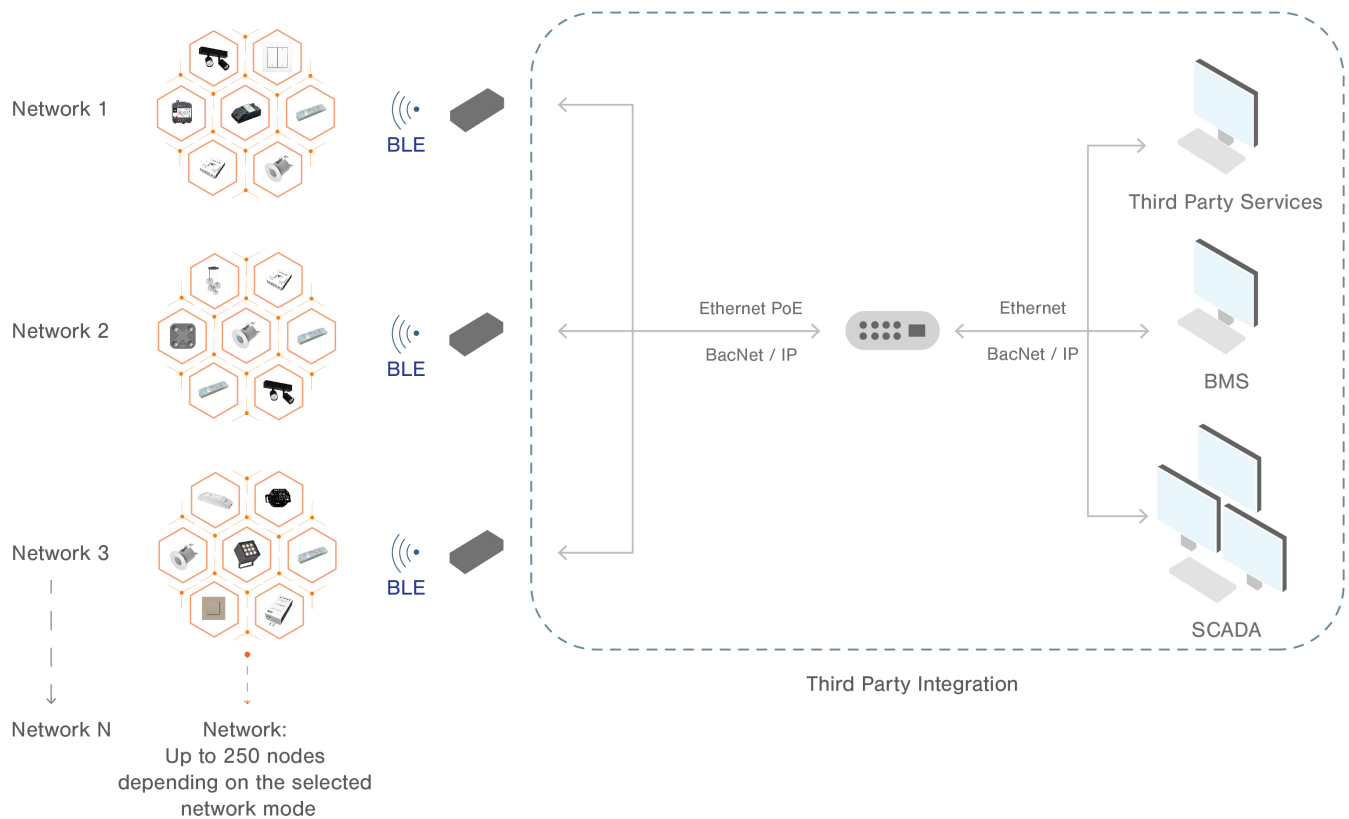 Network 1
BLE
Third Party Services
Network 2
BLE
Ethernet PoE
BacNet / IP
Ethernet
BacNet / IP
BMS
Network 3
BLE
SCADA
Third Party Integration
Network N
Network:
Up to 250 nodes
depending on the selected
network mode